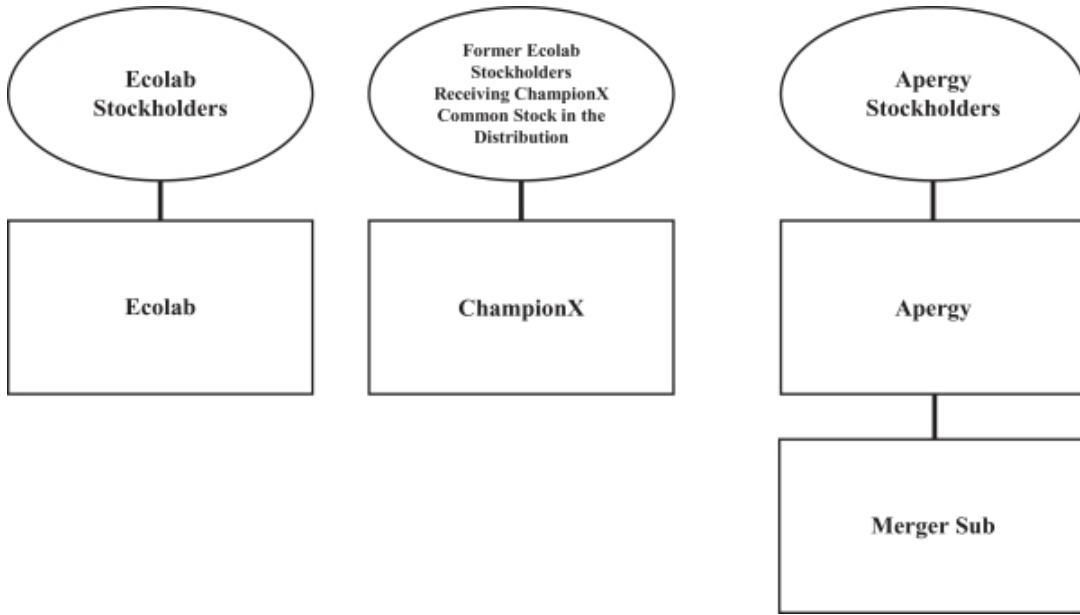 Ecolab
Stockholders
Former Ecolab
Stockholders
Receiving ChampionX
Common Stock in the
Distribution
Apergy
Stockholders
Ecolab
ChampionX
Apergy
Merger Sub